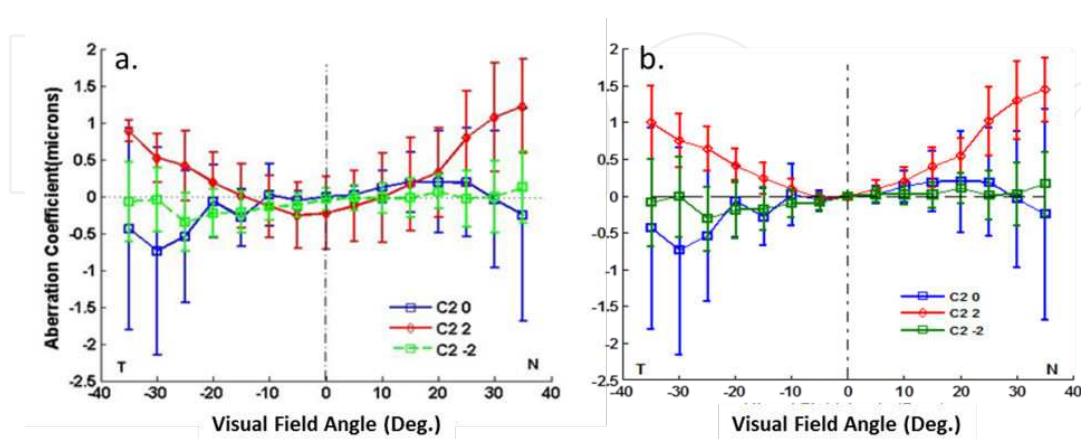 a.
2
1.5
1
0.5
0
-0.5
-1
-1.5
-2
-2.5
Aberration Coefficient(microns)
C2 0
C2 2
C2 -2
T
N
-40 -30 -20 -10 0 10 20 30 40
Visual Field Angle (Deg.)
b.
2
1.5
1
0.5
0
-0.5
-1
-1.5
-2
-2.5
C2 0
C2 2
C2 -2
T
N
-40 -30 -20 -10 0 10 20 30 40
Visual Field Angle (Deg.)